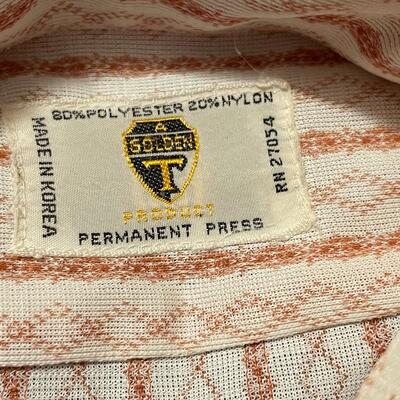 80% POLYESTER 20% NYLON
MADE IN KOREA
A
GOLDEN
T
PRODUCT
PERMANENT PRESS
RN 27054